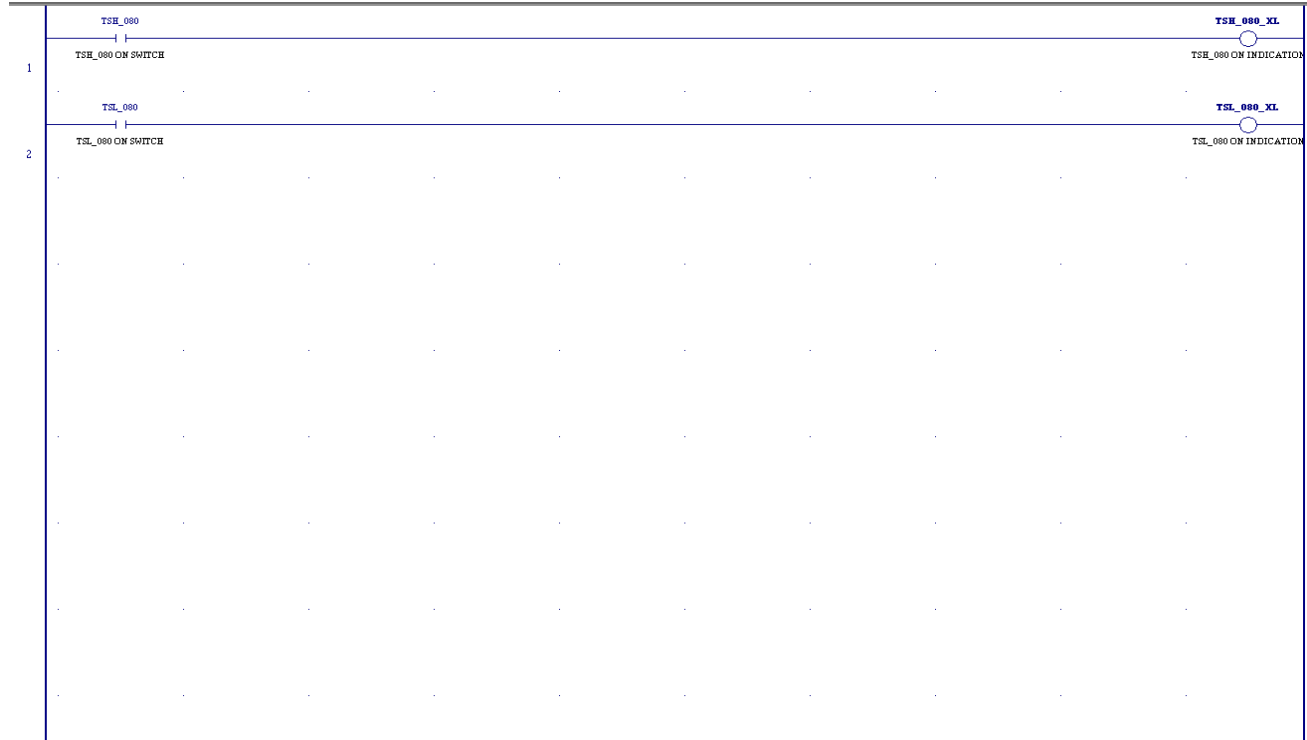 TSH_080
TSH_080_XL
TSH_080 ON SWITCH
TSH_080 ON INDICATION
1
TSL_080
TSL_080_XL
TSL_080 ON SWITCH
TSL_080 ON INDICATION
2